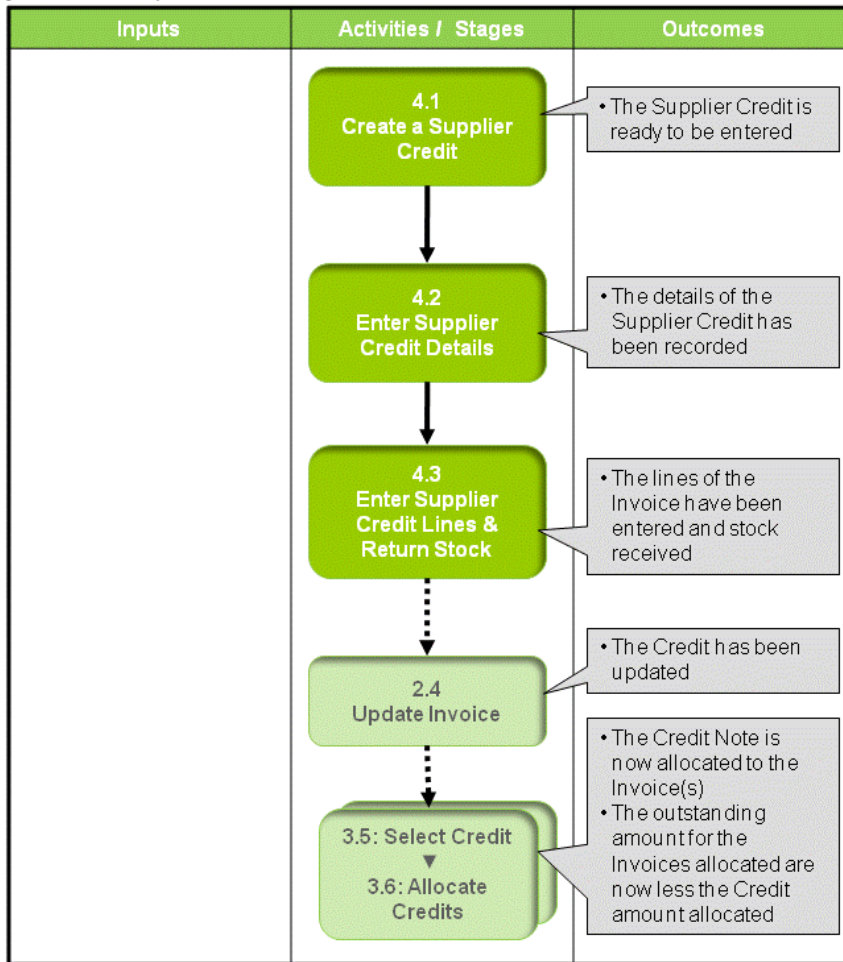 Inputs
Activities / Stages
Outcomes
4.1
Create a Supplier
Credit
• The Supplier Credit is
ready to be entered
4.2
Enter Supplier
Credit Details
• The details of the
Supplier Credit has
been recorded
4.3
Enter Supplier
Credit Lines &
Return Stock
• The lines of the
Invoice have been
entered and stock
received
2.4
Update Invoice
• The Credit has been
updated
3.5: Select Credit
▼
3.6: Allocate
Credits
• The Credit Note is
now allocated to the
Invoice(s)
• The outstanding
amount for the
Invoices allocated are
now less the Credit
amount allocated